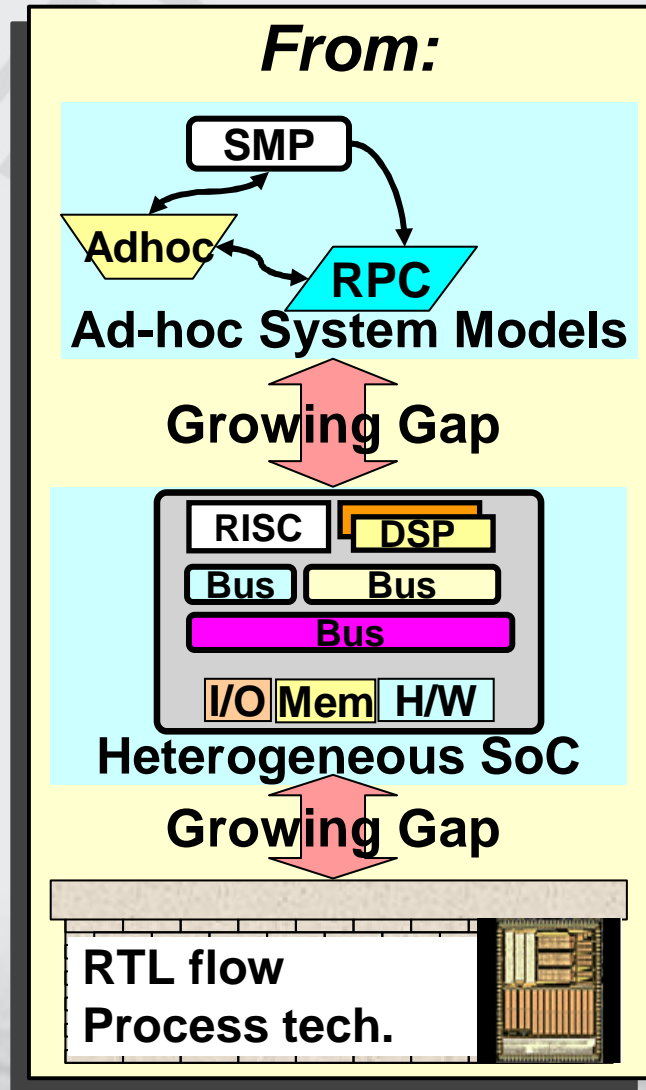 From:
SMP
Adhoc
RPC
Ad-hoc System Models
Growing Gap
RISC
DSP
Bus
Bus
Bus
I/O
Mem
H/W
Heterogeneous SoC
Growing Gap
RTL flow
Process tech.